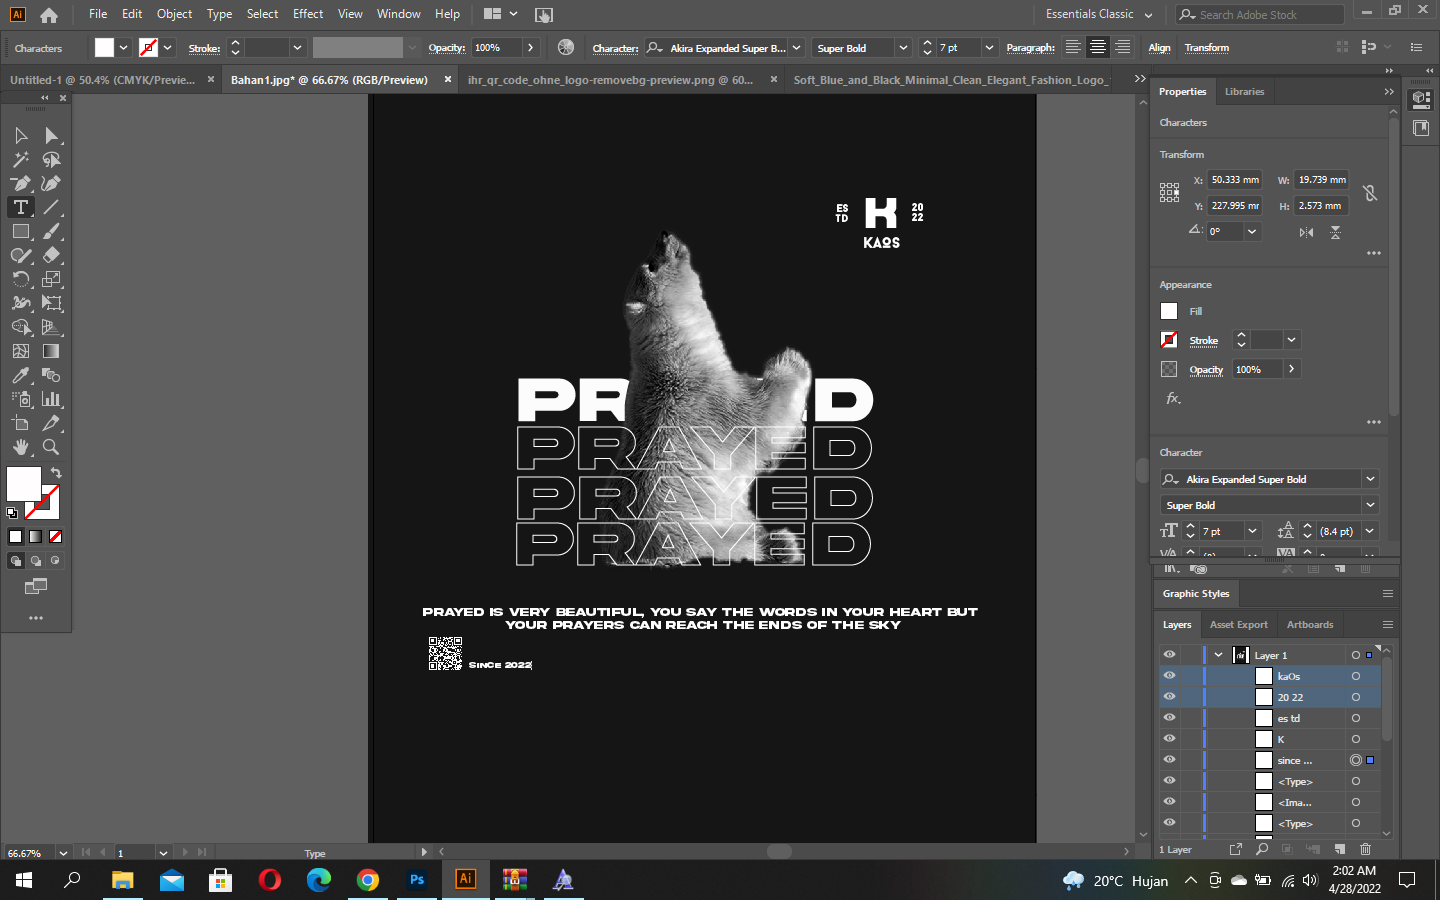 Ai
File Edit Object Type Select Effect View Window Help
Essentials Classic
Search Adobe Stock
Characters
Stroke:
Opacity: 100%
Character: Akira Expanded Super B... Super Bold 7 pt
Paragraph:
Align Transform
Untitled-1 @ 50.4% (CMYK/Previe... ×
Bahan1.jpg* @ 66.67% (RGB/Preview) ×
ihr_qr_code_ohne_logo-removebg-preview.png @ 60... ×
Soft_Blue_and_Black_Minimal_Clean_Elegant_Fashion_Logo_
ES
TD
K
20
22
KAOS
PRAYED
PRAYED
PRAYED
PRAYED
PRAYED IS VERY BEAUTIFUL, YOU SAY THE WORDS IN YOUR HEART BUT
YOUR PRAYERS CAN REACH THE ENDS OF THE SKY
SINCE 2022
Properties Libraries
Characters
Transform
X: 50.333 mm W: 19.739 mm
Y: 227.995 mr H: 2.573 mm
0°
Appearance
Fill
Stroke
Opacity 100%
fx.
Character
Akira Expanded Super Bold
Super Bold
7 pt (8.4 pt)
Graphic Styles
Layers Asset Export Artboards
Layer 1
kaOs
20 22
es td
K
since ...
<Type>
<Ima...
<Type>
1 Layer
66.67% 1 Type
Ps Ai
20°C Hujan
2:02 AM
4/28/2022